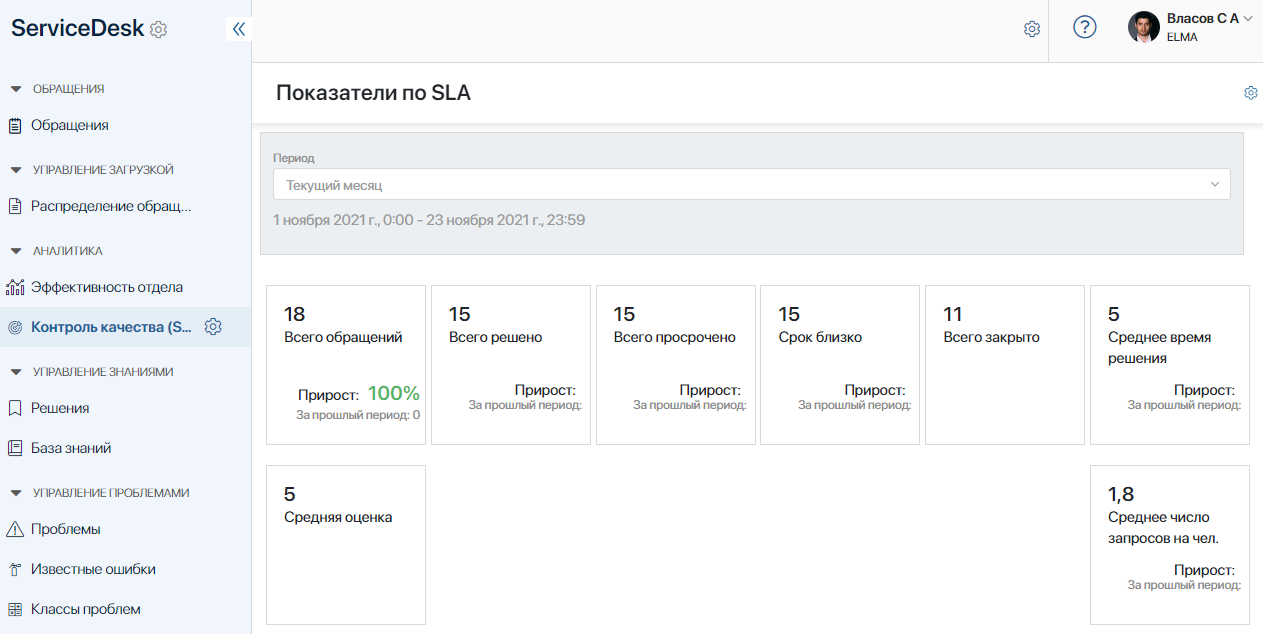 ServiceDesk
Власов С А
ELMA
ОБРАЩЕНИЯ
Обращения
УПРАВЛЕНИЕ ЗАГРУЗКОЙ
Распределение обращ...
АНАЛИТИКА
Эффективность отдела
Контроль качества (S...
УПРАВЛЕНИЕ ЗНАНИЯМИ
Решения
База знаний
УПРАВЛЕНИЕ ПРОБЛЕМАМИ
Проблемы
Известные ошибки
Классы проблем
Показатели по SLA
Период
Текущий месяц
1 ноября 2021 г., 0:00 - 23 ноября 2021 г., 23:59
18
Всего обращений
Прирост: 100%
За прошлый период: 0
15
Всего решено
Прирост:
За прошлый период:
15
Всего просрочено
Прирост:
За прошлый период:
15
Срок близко
Прирост:
За прошлый период:
11
Всего закрыто
5
Среднее время
решения
Прирост:
За прошлый период:
5
Средняя оценка
1,8
Среднее число
запросов на чел.
Прирост:
За прошлый период: